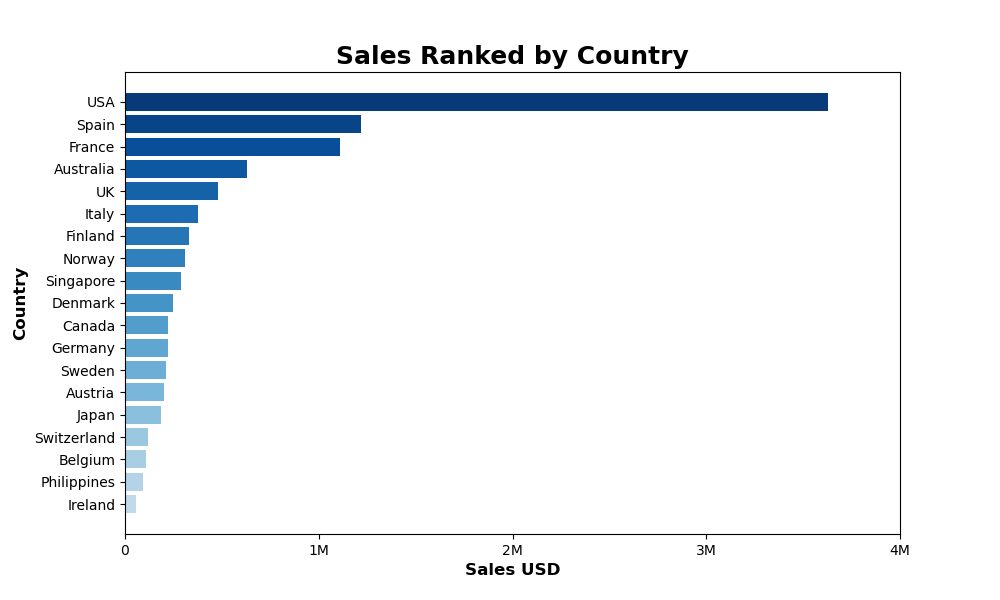 Sales Ranked by Country
USA
Spain
France
Australia
UK
Italy
Finland
Norway
Singapore
Denmark
Canada
Germany
Sweden
Austria
Japan
Switzerland
Belgium
Philippines
Ireland
Country
0 1M 2M 3M 4M
Sales USD